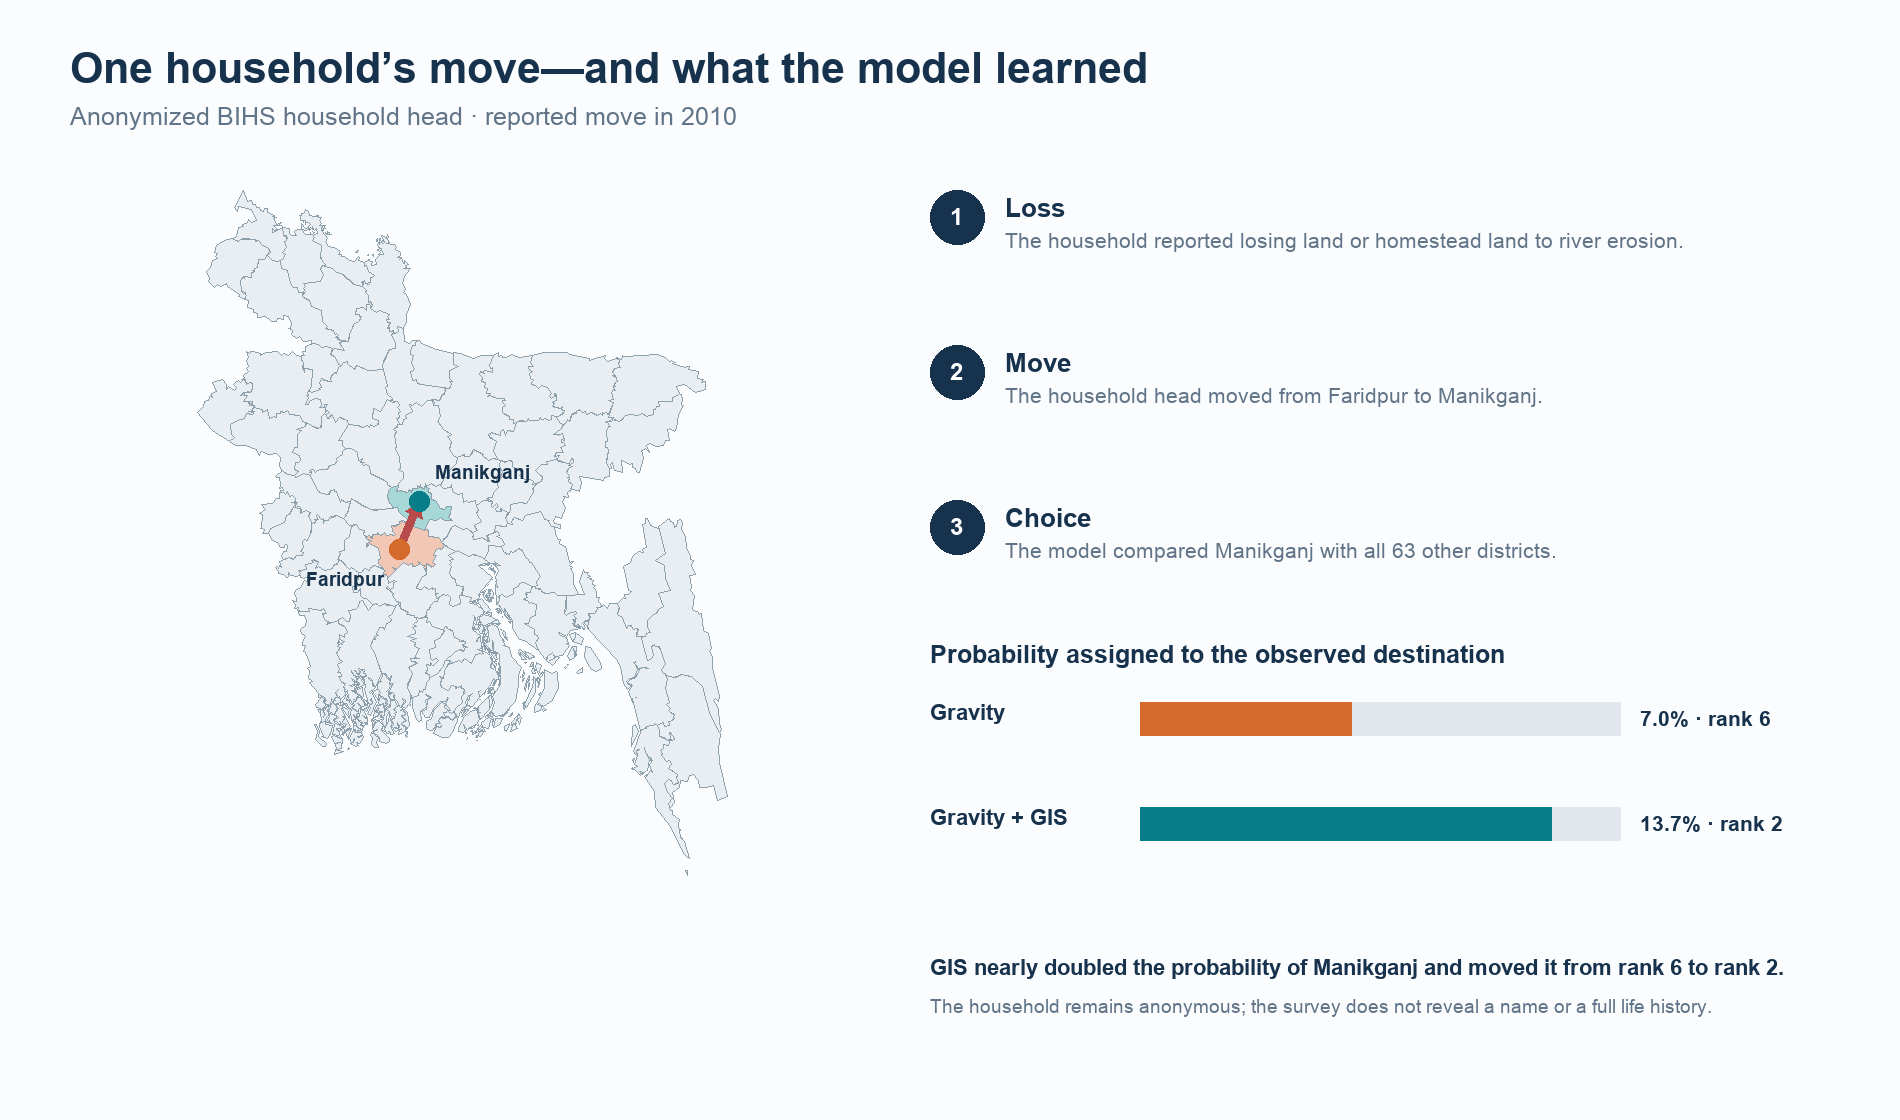 One household’s move—and what the model learned
Anonymized BIHS household head · reported move in 2010
Manikganj
Faridpur
1
Loss
The household reported losing land or homestead land to river erosion.
2
Move
The household head moved from Faridpur to Manikganj.
3
Choice
The model compared Manikganj with all 63 other districts.
Probability assigned to the observed destination
Gravity
7.0% · rank 6
Gravity + GIS
13.7% · rank 2
GIS nearly doubled the probability of Manikganj and moved it from rank 6 to rank 2.
The household remains anonymous; the survey does not reveal a name or a full life history.